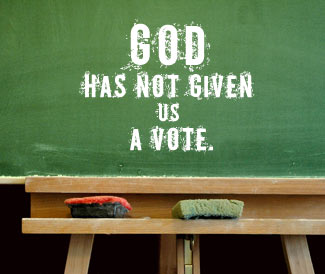 GOD
HAS NOT GIVEN
US
A VOTE.